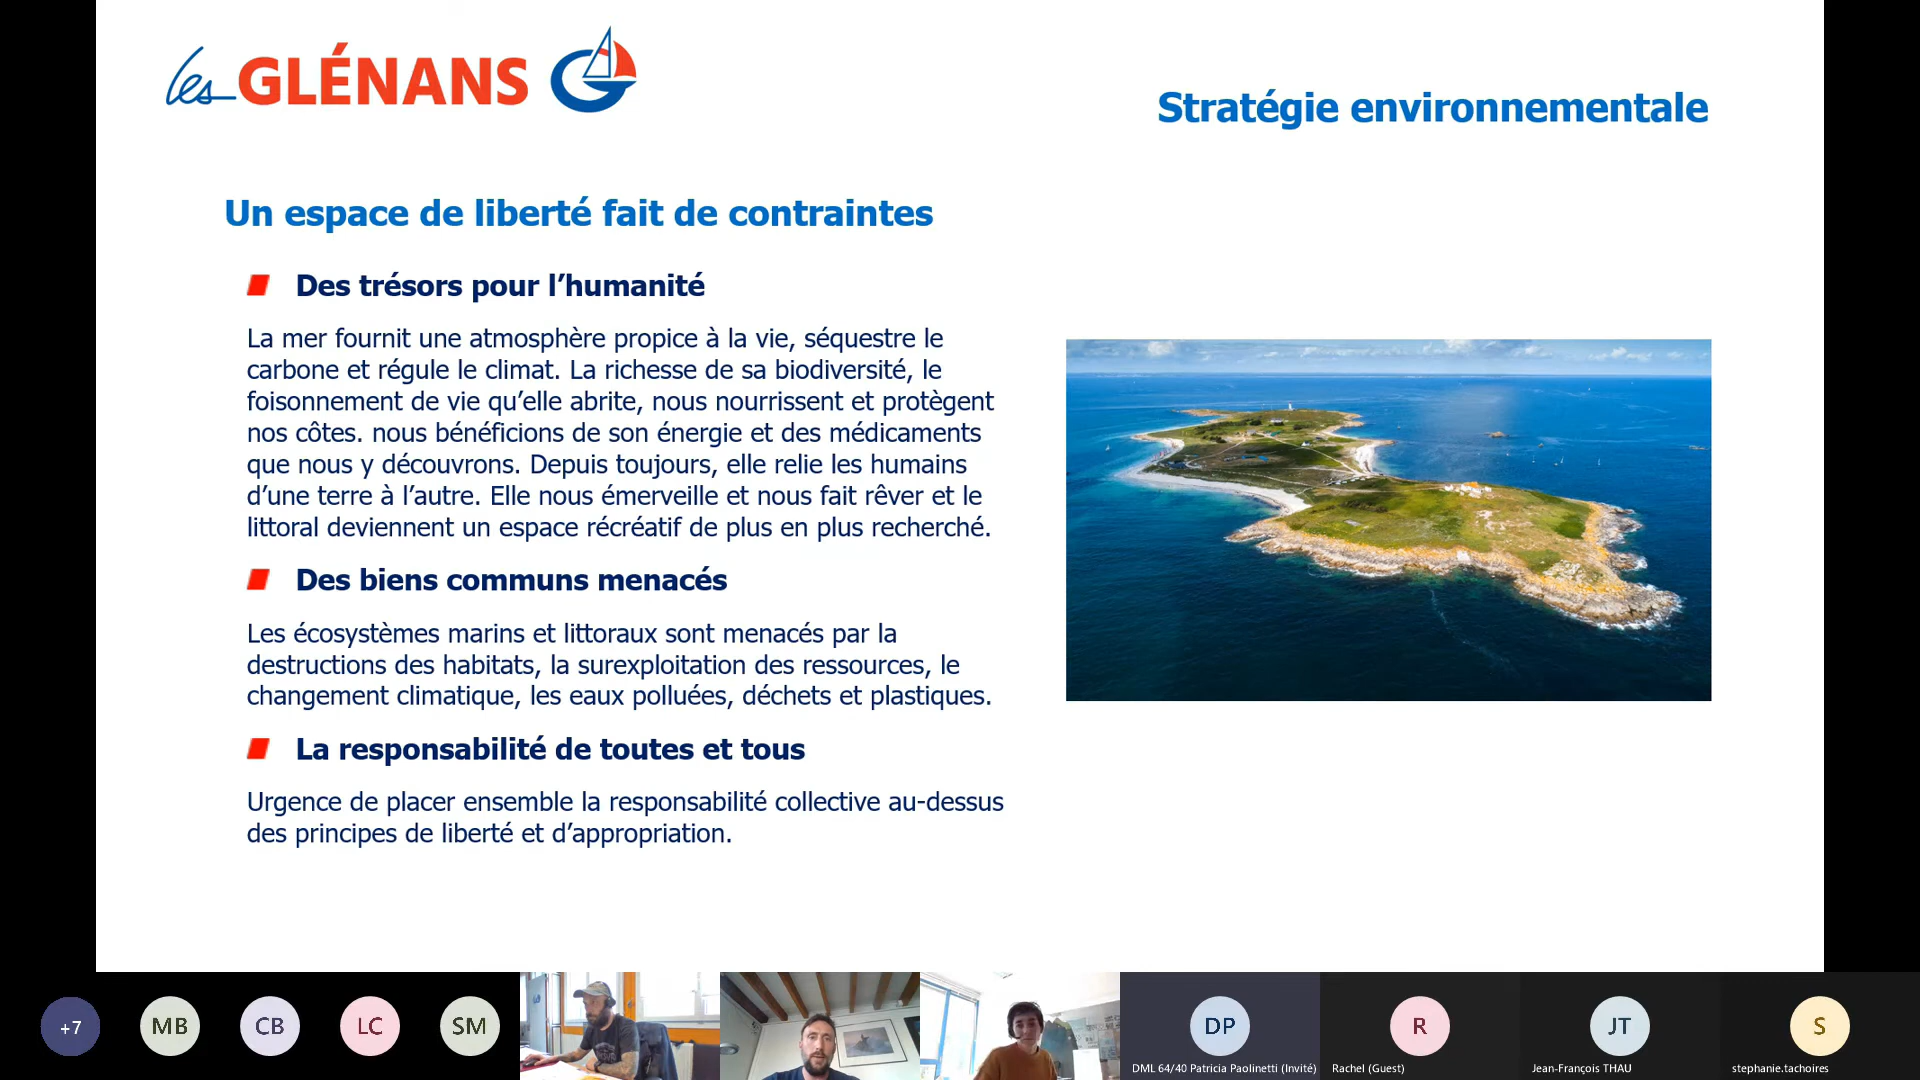 les GLÉNANS
Stratégie environnementale
Un espace de liberté fait de contraintes
Des trésors pour l’humanité
La mer fournit une atmosphère propice à la vie, séquestre le
carbone et régule le climat. La richesse de sa biodiversité, le
foisonnement de vie qu’elle abrite, nous nourrissent et protègent
nos côtes. nous bénéficions de son énergie et des médicaments
que nous y découvrons. Depuis toujours, elle relie les humains
d’une terre à l’autre. Elle nous émerveille et nous fait rêver et le
littoral deviennent un espace récréatif de plus en plus recherché.
Des biens communs menacés
Les écosystèmes marins et littoraux sont menacés par la
destructions des habitats, la surexploitation des ressources, le
changement climatique, les eaux polluées, déchets et plastiques.
La responsabilité de toutes et tous
Urgence de placer ensemble la responsabilité collective au-dessus
des principes de liberté et d’appropriation.
+7
MB
CB
LC
SM
DP
R
JT
S
DML 64/40 Patricia Paolinetti (Invité)
Rachel (Guest)
Jean-François THAU
stephanie.tachoires